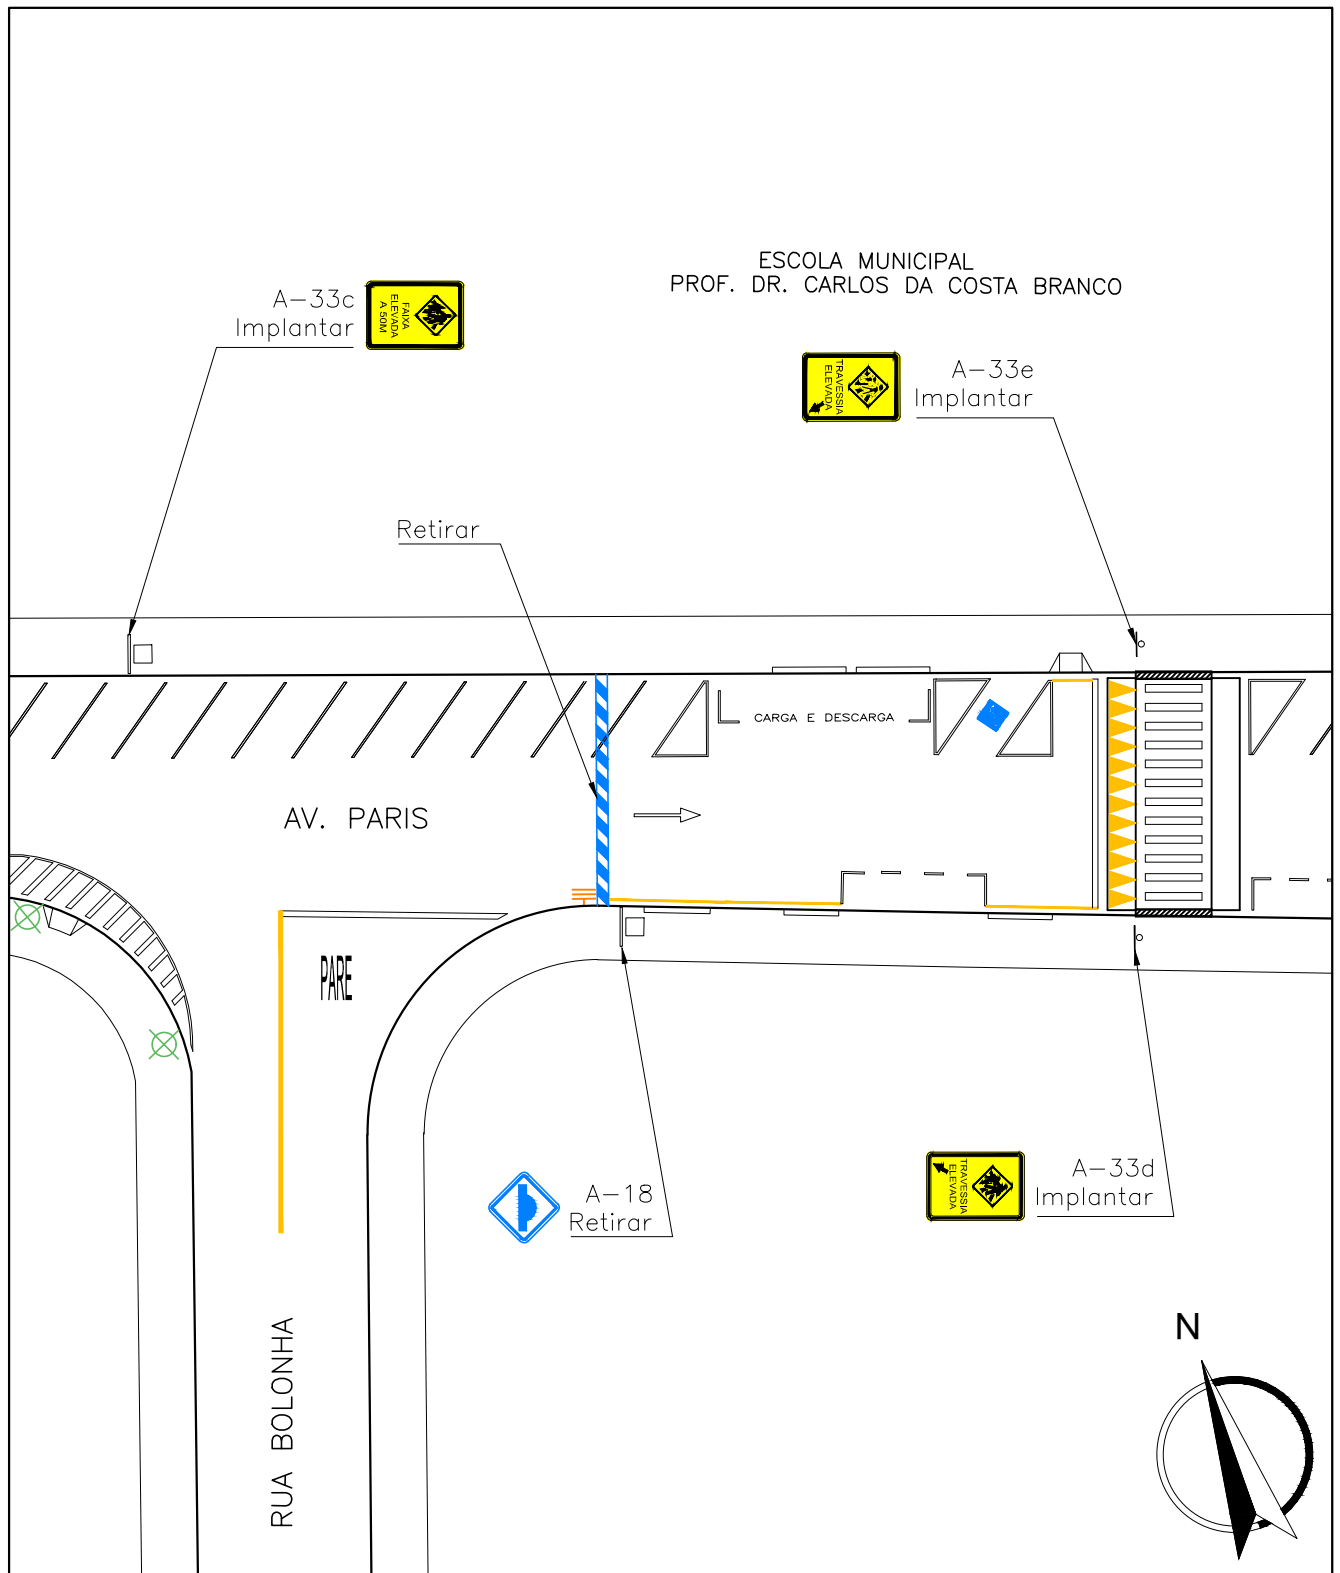 ESCOLA MUNICIPAL
PROF. DR. CARLOS DA COSTA BRANCO
A-33c
Implantar
FAIXA
ELEVADA
A 50M
TRAVESSIA
ELEVADA
A-33e
Implantar
Retirar
CARGA E DESCARGA
AV. PARIS
PARE
A-18
Retirar
TRAVESSIA
ELEVADA
A-33d
Implantar
RUA BOLONHA
N